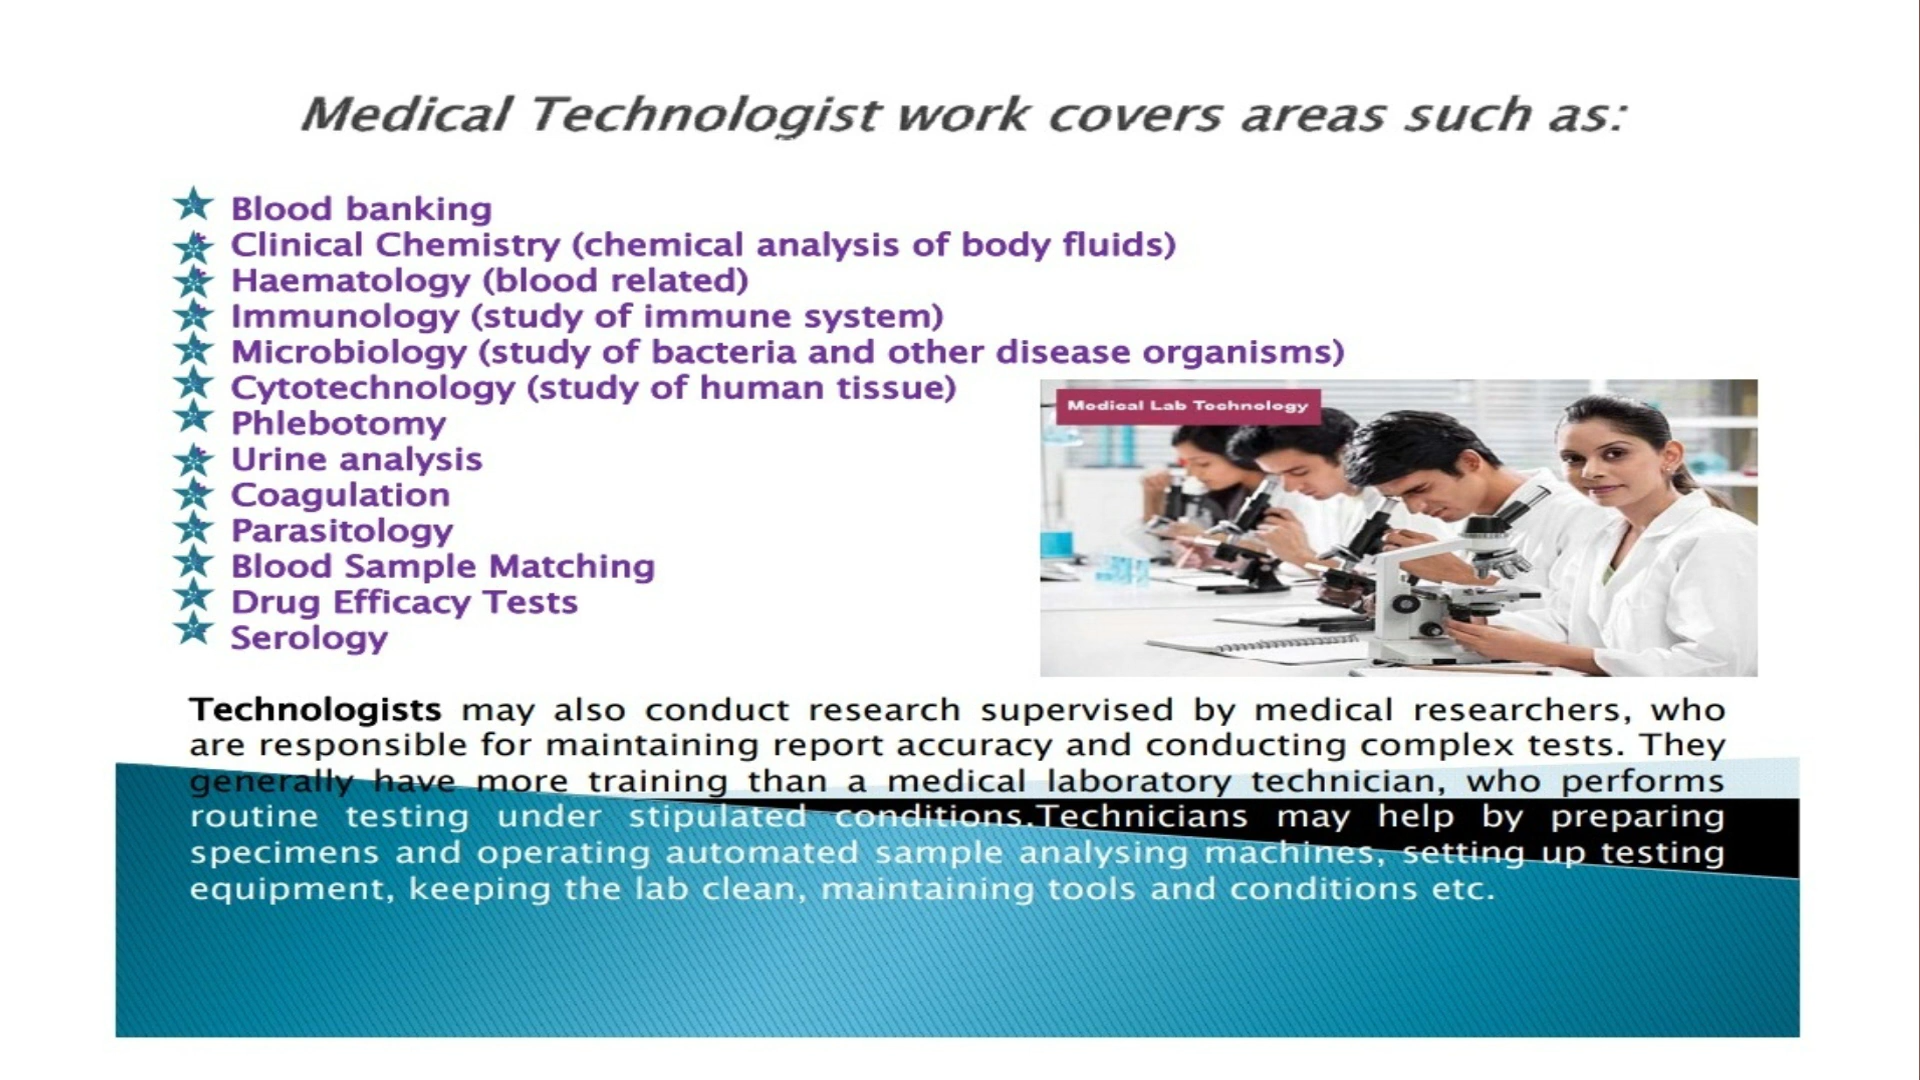 Medical Technologist work covers areas such as:
Blood banking
Clinical Chemistry (chemical analysis of body fluids)
Haematology (blood related)
Immunology (study of immune system)
Microbiology (study of bacteria and other disease organisms)
Cytotechnology (study of human tissue)
Phlebotomy
Urine analysis
Coagulation
Parasitology
Blood Sample Matching
Drug Efficacy Tests
Serology
Medical Lab Technology
Technologists may also conduct research supervised by medical researchers, who
are responsible for maintaining report accuracy and conducting complex tests. They
generally have more training than a medical laboratory technician, who performs
routine testing under stipulated conditions.Technicians may help by preparing
specimens and operating automated sample analysing machines, setting up testing
equipment, keeping the lab clean, maintaining tools and conditions etc.